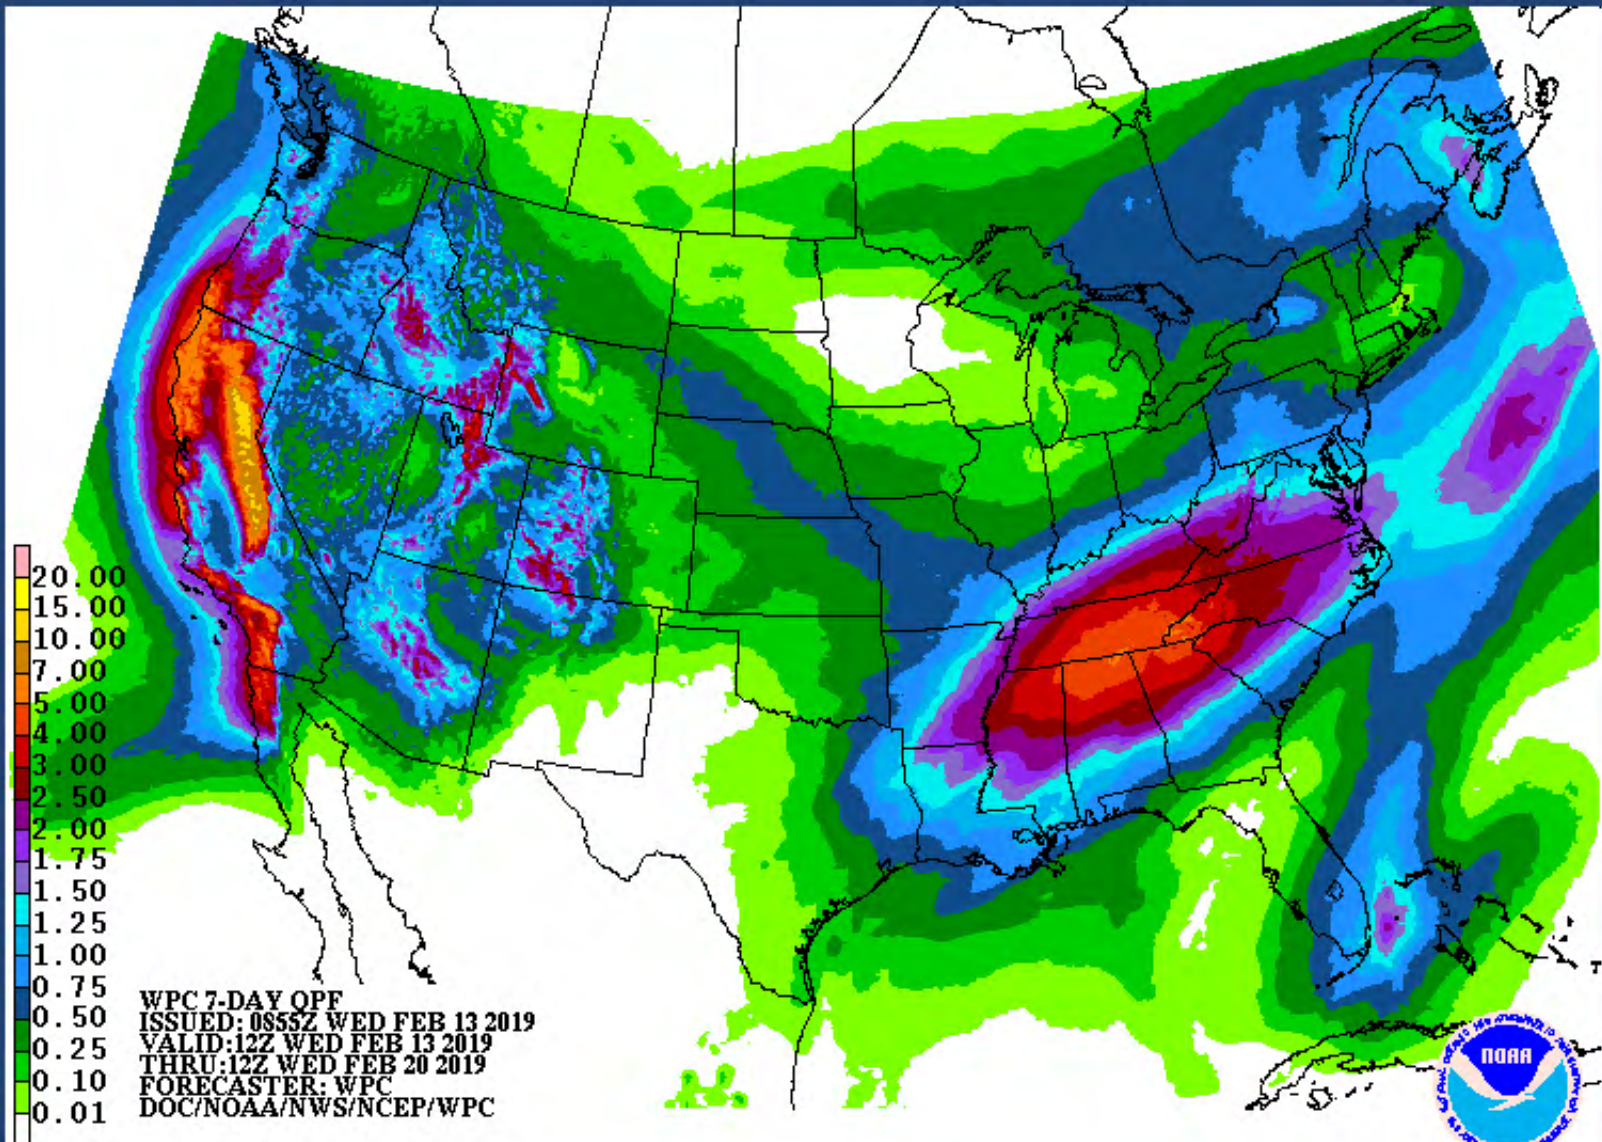 20.00
15.00
10.00
7.00
5.00
4.00
3.00
2.50
2.00
1.75
1.50
1.25
1.00
0.75
0.50
0.25
0.10
0.01
WPC 7-DAY QPF
ISSUED: 0855Z WED FEB 13 2019
VALID:12Z WED FEB 13 2019
THRU:12Z WED FEB 20 2019
FORECASTER: WPC
DOC/NOAA/NWS/NCEP/WPC
NOAA